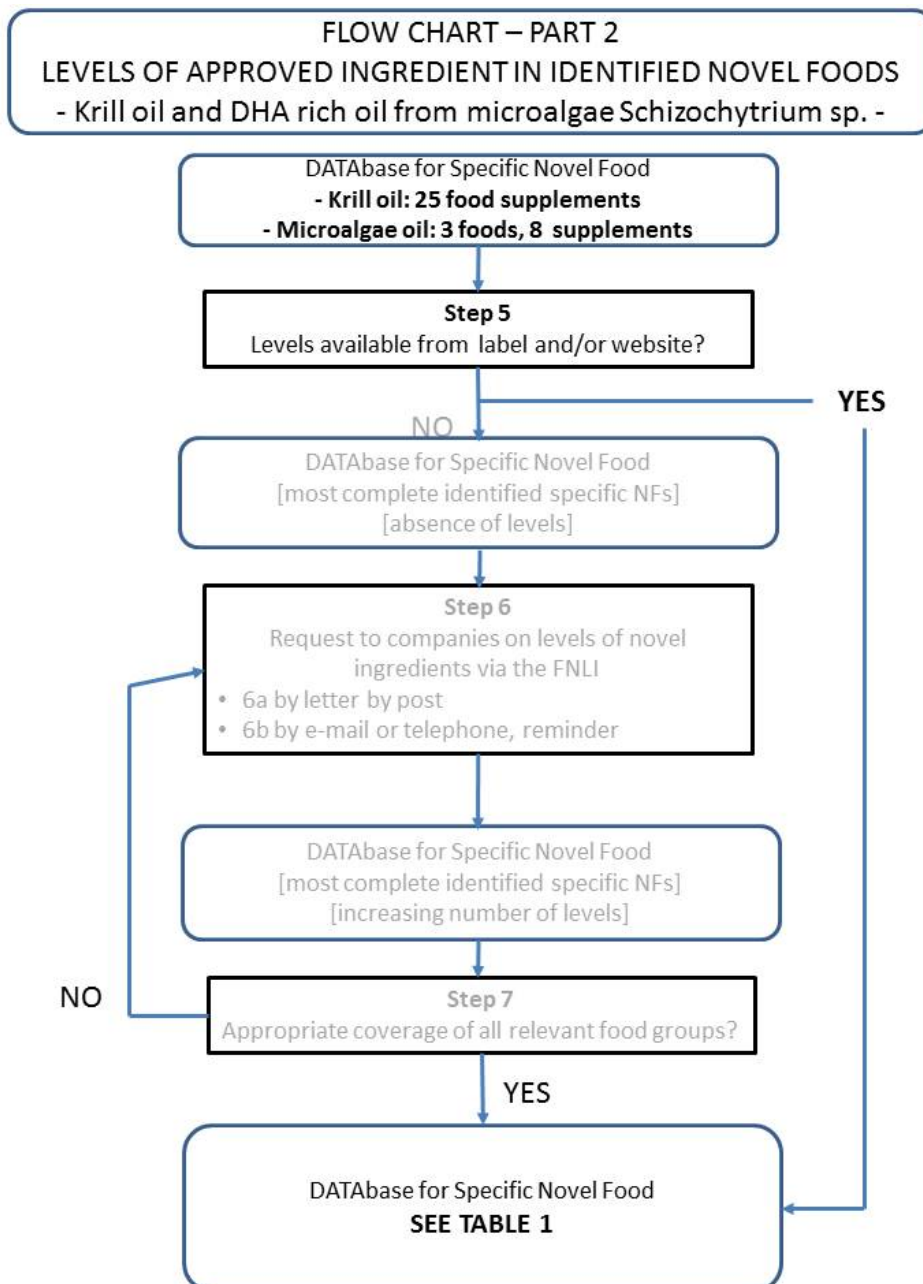 FLOW CHART – PART 2
LEVELS OF APPROVED INGREDIENT IN IDENTIFIED NOVEL FOODS
- Krill oil and DHA rich oil from microalgae Schizochytrium sp. -
DATAbase for Specific Novel Food
- Krill oil: 25 food supplements
- Microalgae oil: 3 foods, 8 supplements
Step 5
Levels available from label and/or website?
YES
NO
DATAbase for Specific Novel Food
[most complete identified specific NFs]
[absence of levels]
Step 6
Request to companies on levels of novel
ingredients via the FNLI
• 6a by letter by post
• 6b by e-mail or telephone, reminder
DATAbase for Specific Novel Food
[most complete identified specific NFs]
[increasing number of levels]
NO
Step 7
Appropriate coverage of all relevant food groups?
YES
DATAbase for Specific Novel Food
SEE TABLE 1